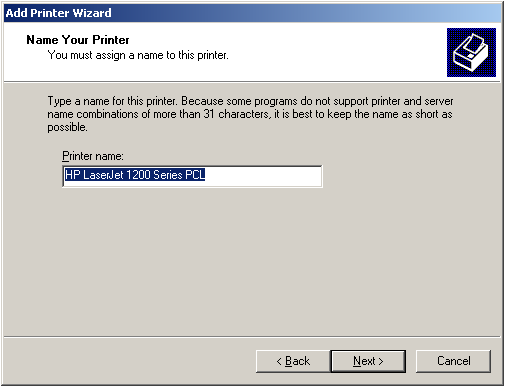 Add Printer Wizard
Name Your Printer
You must assign a name to this printer.
Type a name for this printer. Because some programs do not support printer and server
name combinations of more than 31 characters, it is best to keep the name as short as
possible.
Printer name:
HP LaserJet 1200 Series PCL
< Back Next > Cancel